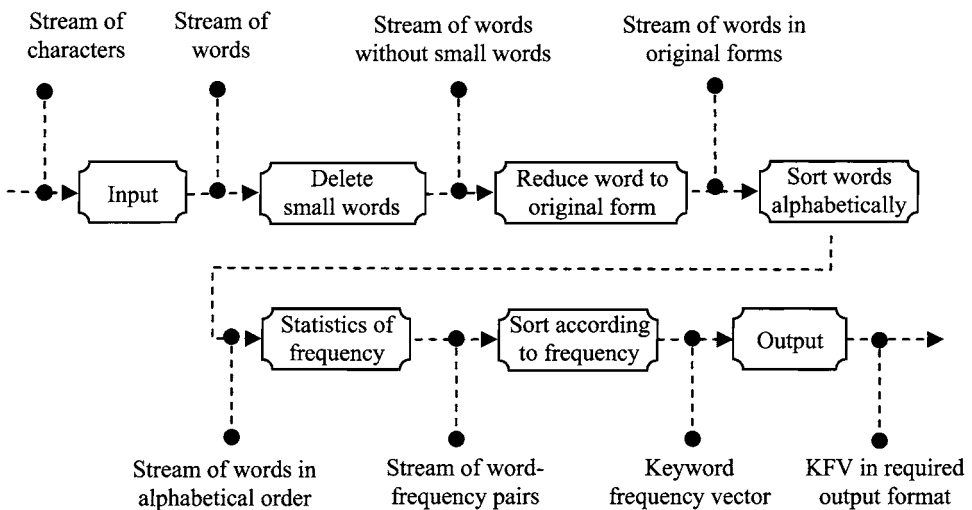 Stream of
characters
Stream of
words
Stream of words
without small words
Stream of words in
original forms
Input
Delete
small words
Reduce word to
original form
Sort words
alphabetically
Statistics of
frequency
Sort according
to frequency
Output
Stream of words in
alphabetical order
Stream of word-
frequency pairs
Keyword
frequency vector
KFV in required
output format